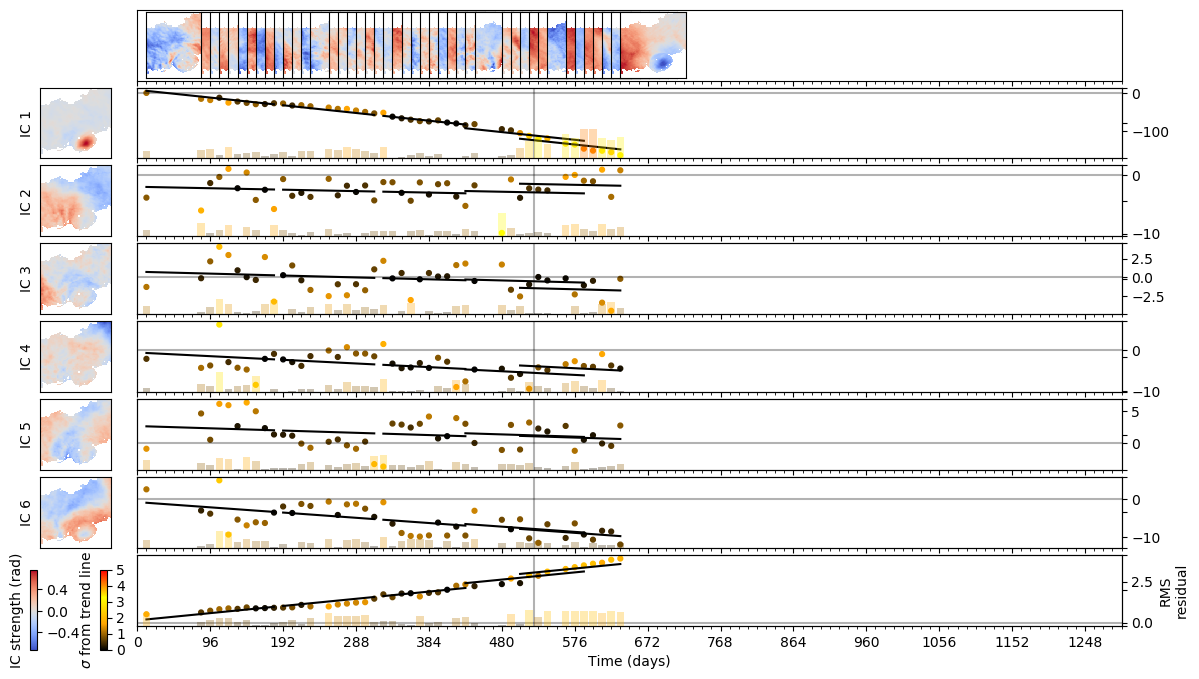 IC 1
0
−100
IC 2
0
−10
IC 3
2.5
0.0
−2.5
IC 4
0
−10
IC 5
5
0
IC 6
0
−10
IC strength (rad)
0.4
0.0
−0.4
σ from trend line
5
4
3
2
1
0
2.5
0.0
RMS
residual
0 96 192 288 384 480 576 672 768 864 960 1056 1152 1248
Time (days)